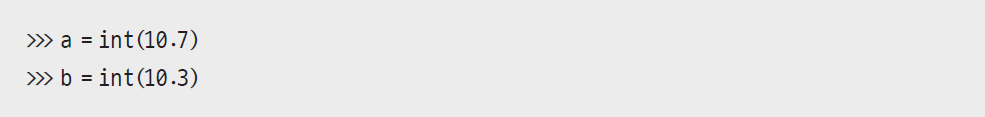 >>> a = int(10.7)
>>> b = int(10.3)